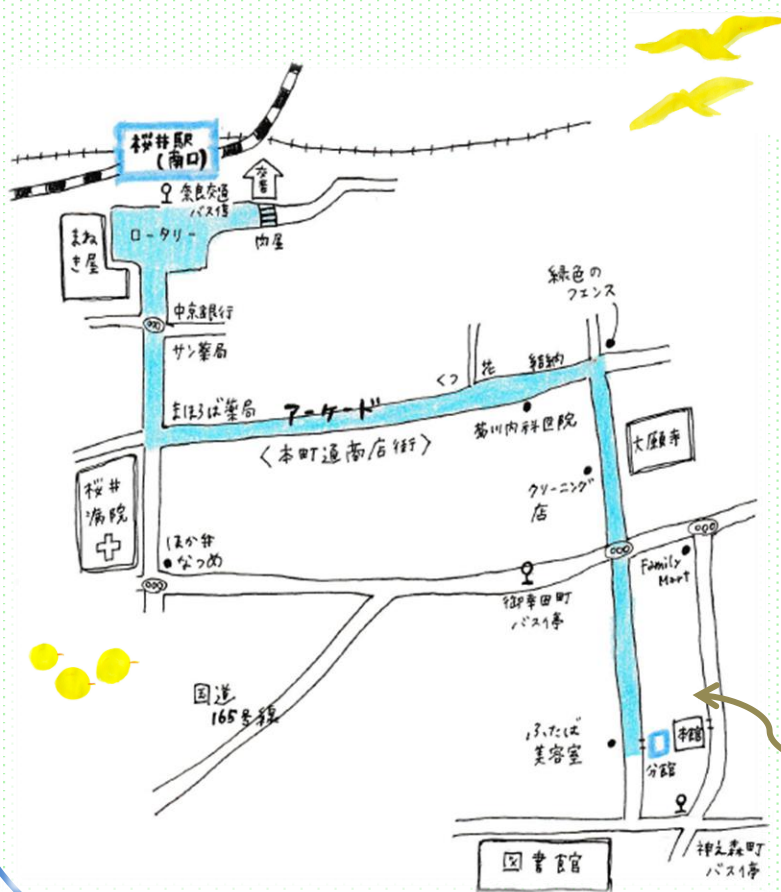 桜井駅
(南口)
交番
奈良交通
バス停
ロータリー
肉屋
まねき屋
中京銀行
サン薬局
緑色の
フェンス
くつ
花
結納
まほろば薬局
アーケード
〈本町通商店街〉
菊川内科医院
大願寺
桜井
病院
クリーニング
店
ほか弁
なつめ
Family
Mart
御幸田町
バス停
国道
165号線
ふたば
美容室
本館
分館
図書館
神之森町
バス停